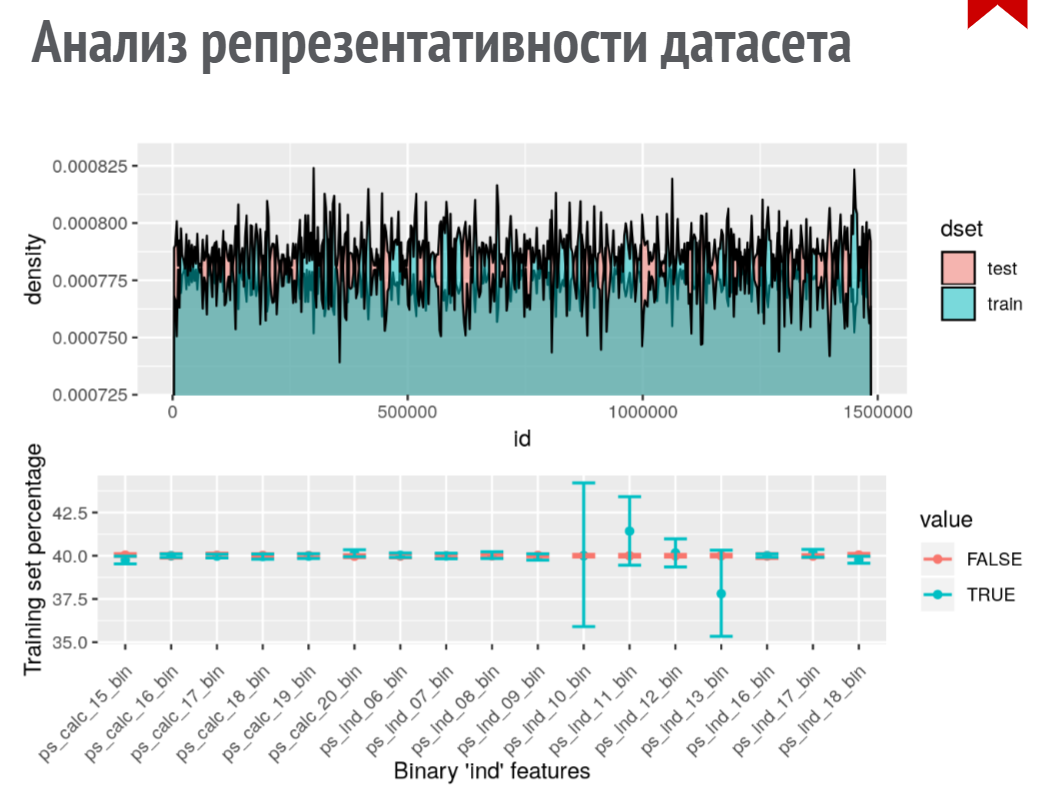 Анализ репрезентативности датасета
0.000825
0.000800
0.000775
0.000750
0.000725
density
0
500000
1000000
1500000
id
dset
test
train
42.5
40.0
37.5
35.0
Training set percentage
ps_calc_15_bin
ps_calc_16_bin
ps_calc_17_bin
ps_calc_18_bin
ps_calc_19_bin
ps_calc_20_bin
ps_ind_06_bin
ps_ind_07_bin
ps_ind_08_bin
ps_ind_09_bin
ps_ind_10_bin
ps_ind_11_bin
ps_ind_12_bin
ps_ind_13_bin
ps_ind_16_bin
ps_ind_17_bin
ps_ind_18_bin
Binary 'ind' features
value
FALSE
TRUE